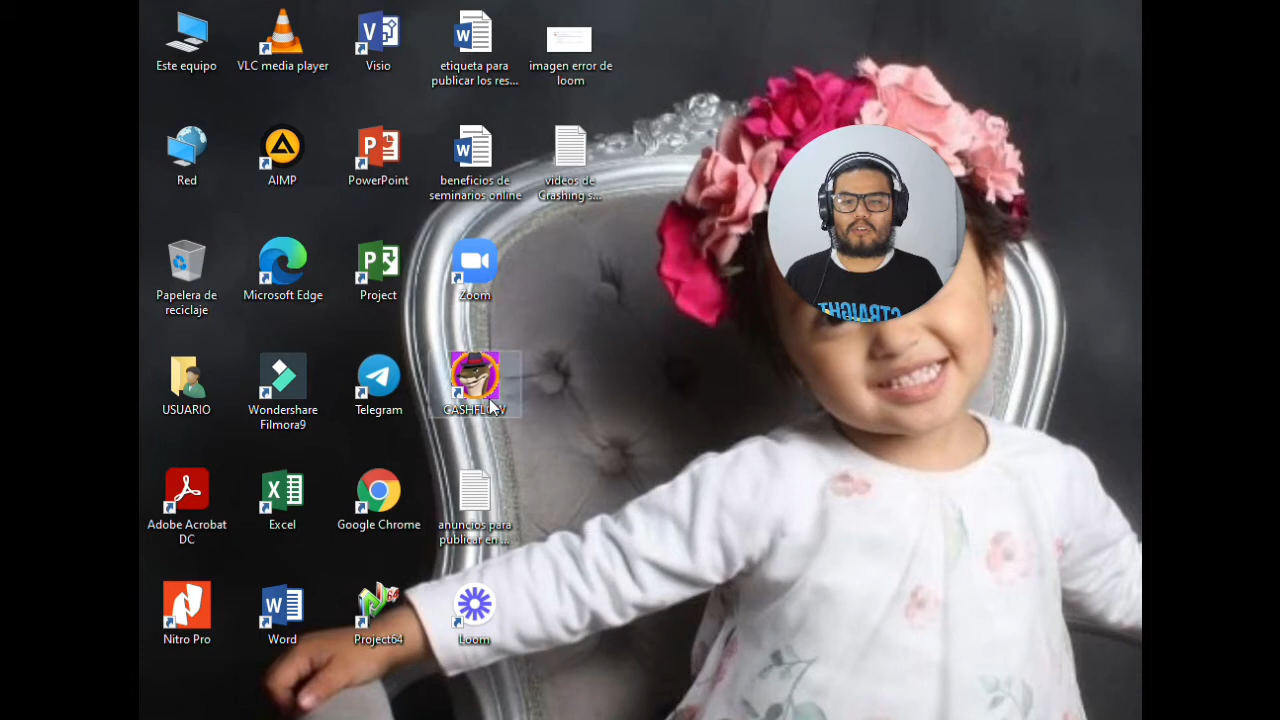 Este equipo
VLC media player
Visio
etiqueta para
publicar los res...
imagen error de
loom
Red
AIMP
PowerPoint
beneficios de
seminarios online
videos de
Crashing s...
Papelera de
reciclaje
Microsoft Edge
Project
Zoom
USUARIO
Wondershare
Filmora9
Telegram
CASHFLOW
Adobe Acrobat
DC
Excel
Google Chrome
anuncios para
publicar en ...
Nitro Pro
Word
Project64
Loom
STRAIGHT